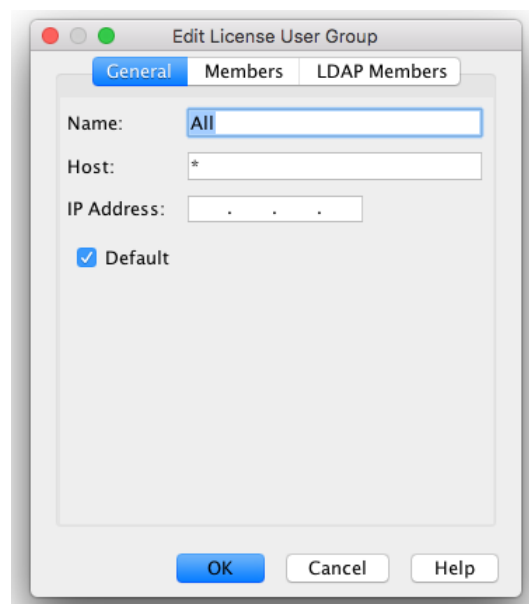 Edit License User Group
General Members LDAP Members
Name: All
Host: *
IP Address: . . .
Default
OK Cancel Help